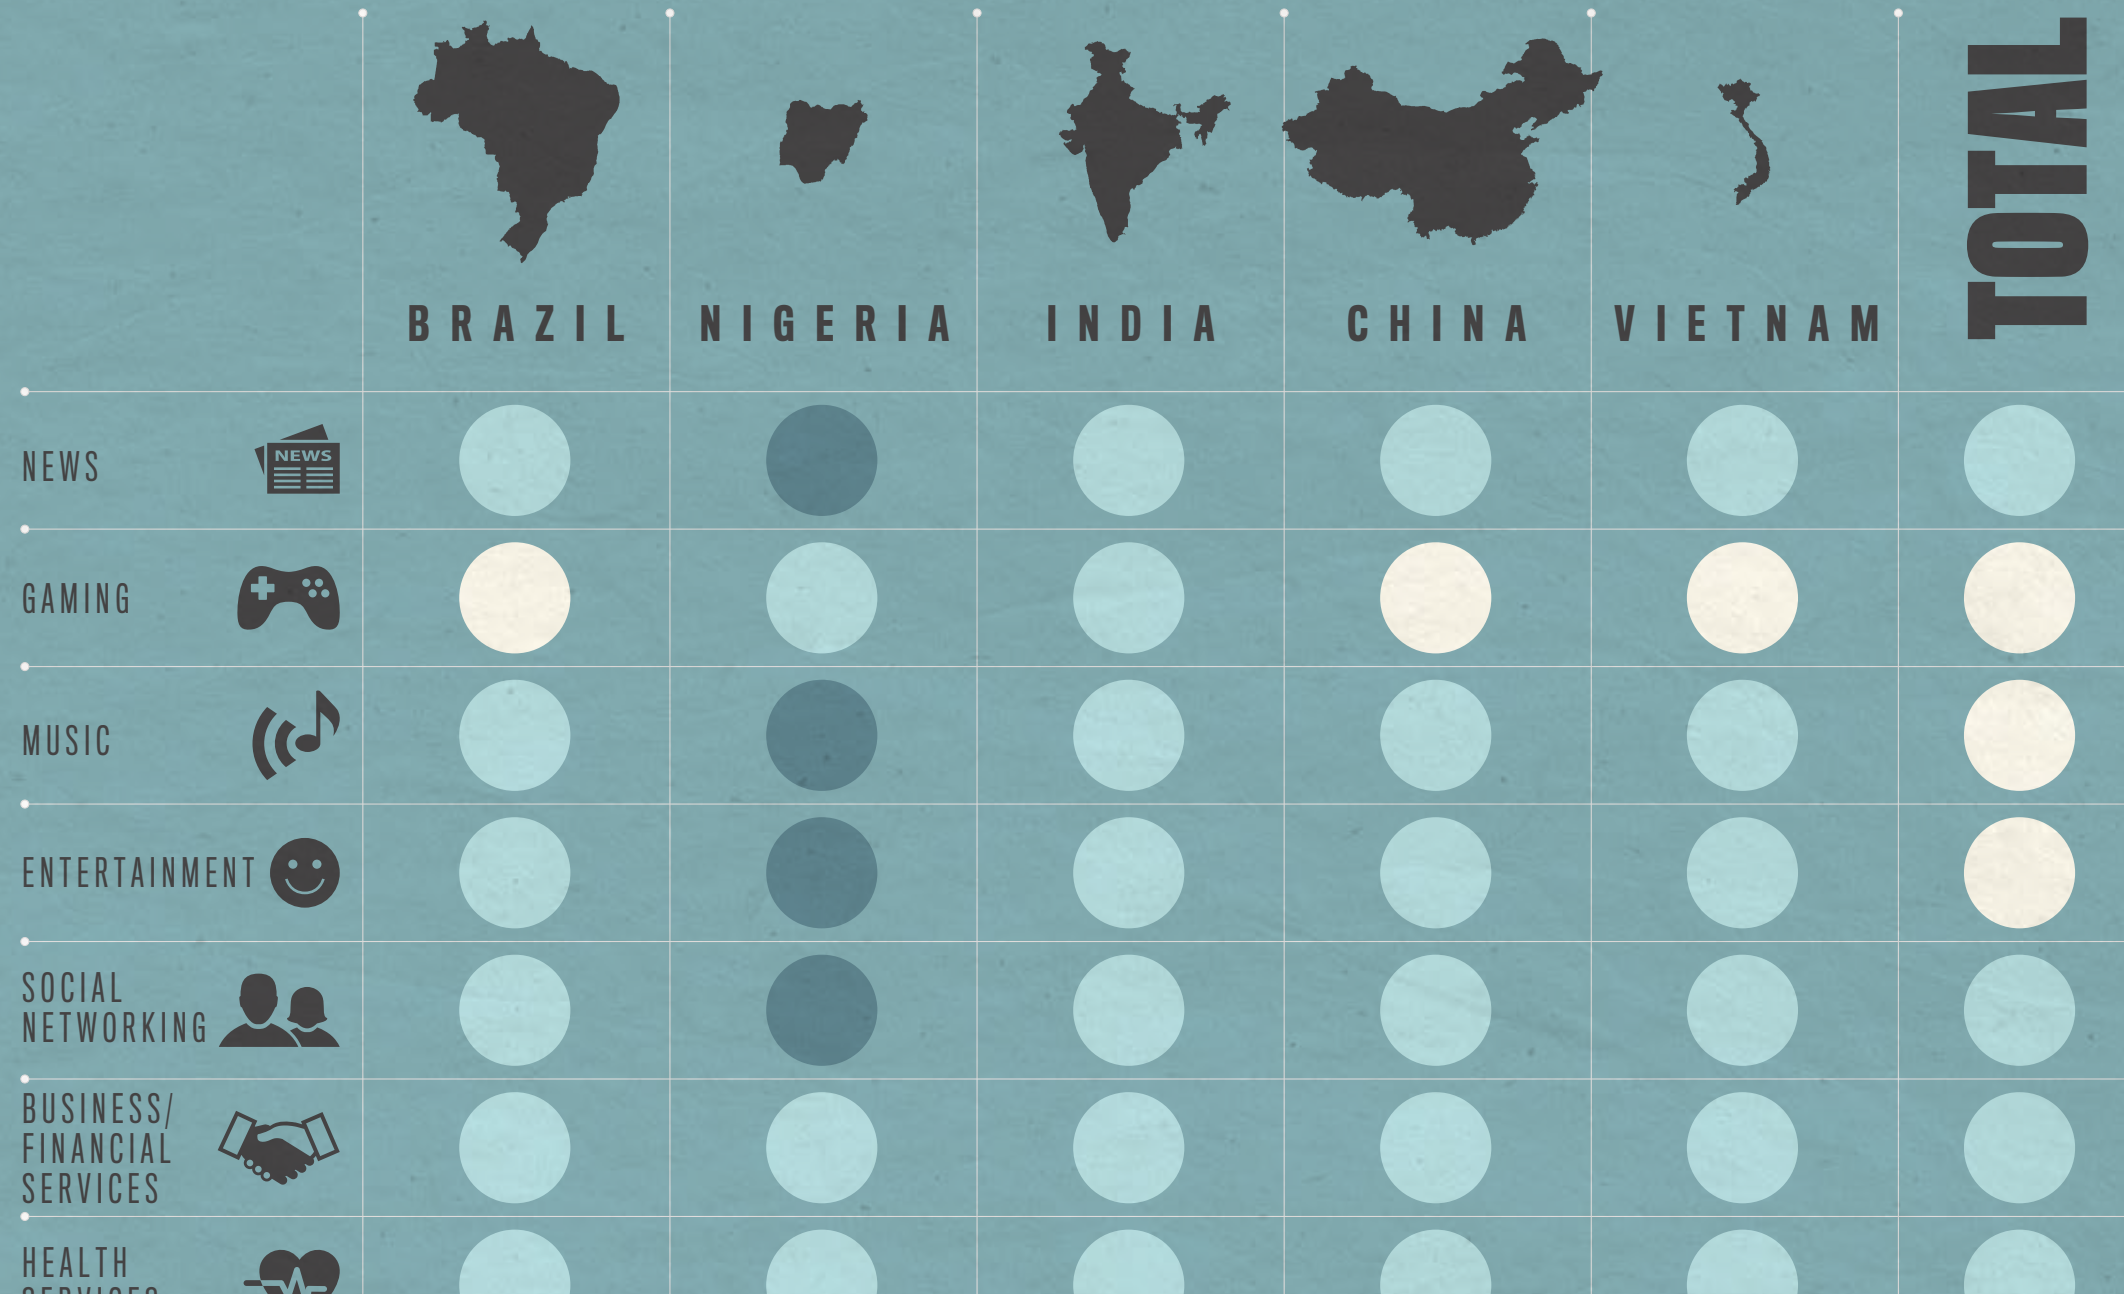 BRAZIL NIGERIA INDIA CHINA VIETNAM TOTAL
NEWS
NEWS
GAMING
MUSIC
ENTERTAINMENT
SOCIAL
NETWORKING
BUSINESS/
FINANCIAL
SERVICES
HEALTH